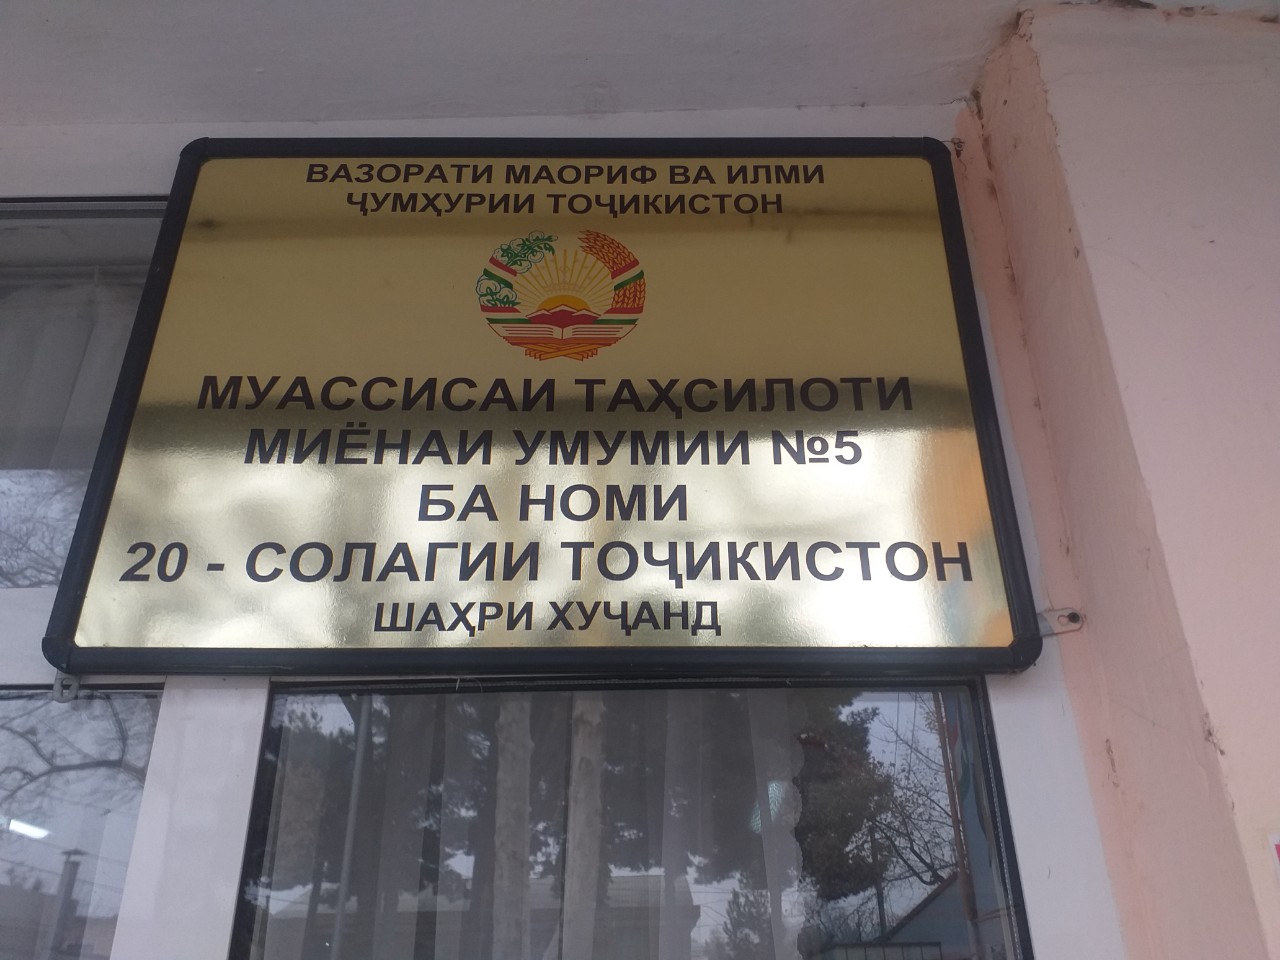 ВАЗОРАТИ МАОРИФ ВА ИЛМИ
ҶУМҲУРИИ ТОҶИКИСТОН
МУАССИСАИ ТАҲСИЛОТИ
МИЁНАИ УМУМИИ №5
БА НОМИ
20 - СОЛАГИИ ТОҶИКИСТОН
ШАҲРИ ХУҶАНД